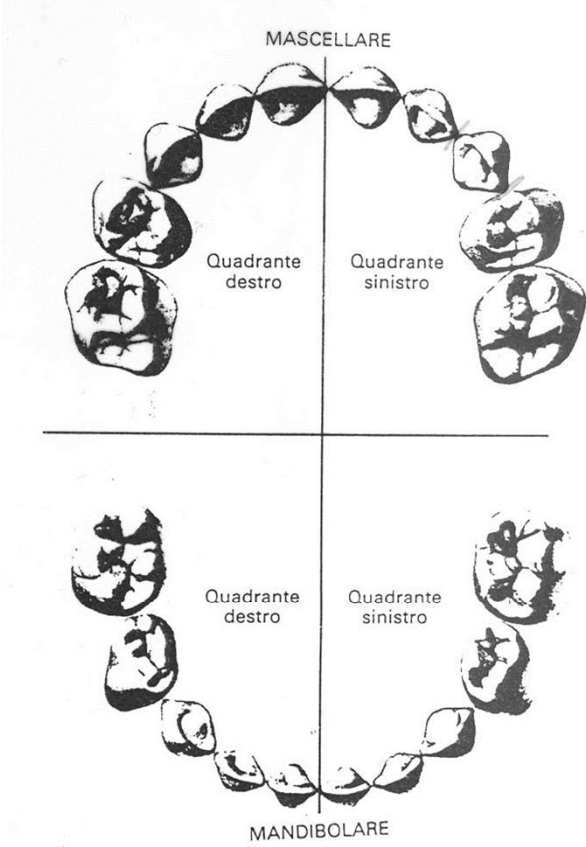 MASCELLARE
Quadrante
destro
Quadrante
sinistro
Quadrante
destro
Quadrante
sinistro
MANDIBOLARE